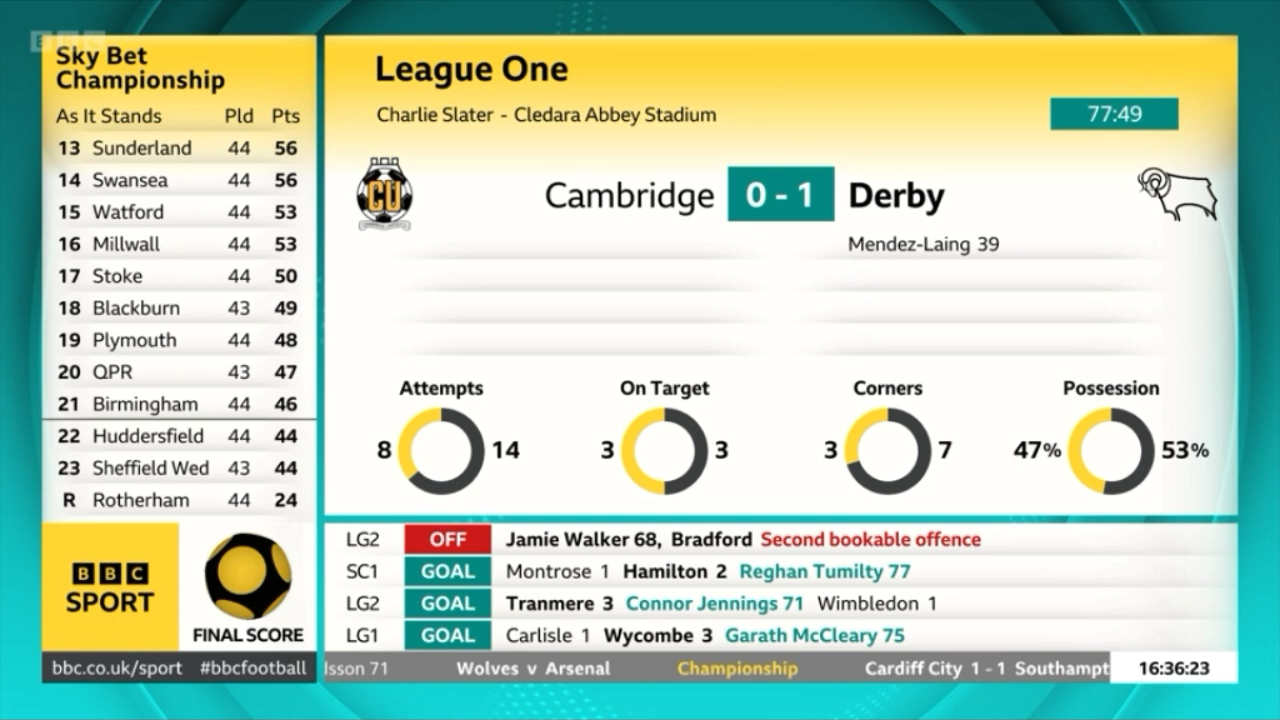 BBC
Sky Bet
Championship
As It Stands Pld Pts
13 Sunderland 44 56
14 Swansea 44 56
15 Watford 44 53
16 Millwall 44 53
17 Stoke 44 50
18 Blackburn 43 49
19 Plymouth 44 48
20 QPR 43 47
21 Birmingham 44 46
22 Huddersfield 44 44
23 Sheffield Wed 43 44
R Rotherham 44 24
BBC
SPORT
FINAL SCORE
bbc.co.uk/sport #bbcfootball
League One
Charlie Slater - Cledara Abbey Stadium
77:49
CU
Cambridge 0 - 1 Derby
Mendez-Laing 39
Attempts On Target Corners Possession
8 14 3 3 3 7 47% 53%
LG2 OFF Jamie Walker 68, Bradford Second bookable offence
SC1 GOAL Montrose 1 Hamilton 2 Reghan Tumilty 77
LG2 GOAL Tranmere 3 Connor Jennings 71 Wimbledon 1
LG1 GOAL Carlisle 1 Wycombe 3 Garath McCleary 75
lsson 71 Wolves v Arsenal Championship Cardiff City 1 - 1 Southampt 16:36:23